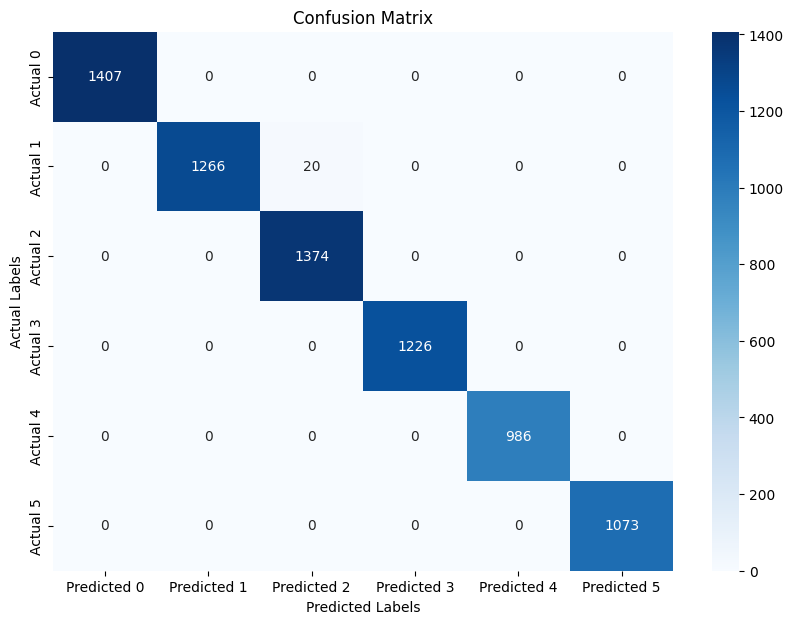 Confusion Matrix
Actual Labels
Actual 0 1407 0 0 0 0 0
Actual 1 0 1266 20 0 0 0
Actual 2 0 0 1374 0 0 0
Actual 3 0 0 0 1226 0 0
Actual 4 0 0 0 0 986 0
Actual 5 0 0 0 0 0 1073
Predicted 0 Predicted 1 Predicted 2 Predicted 3 Predicted 4 Predicted 5
Predicted Labels
1400
1200
1000
800
600
400
200
0